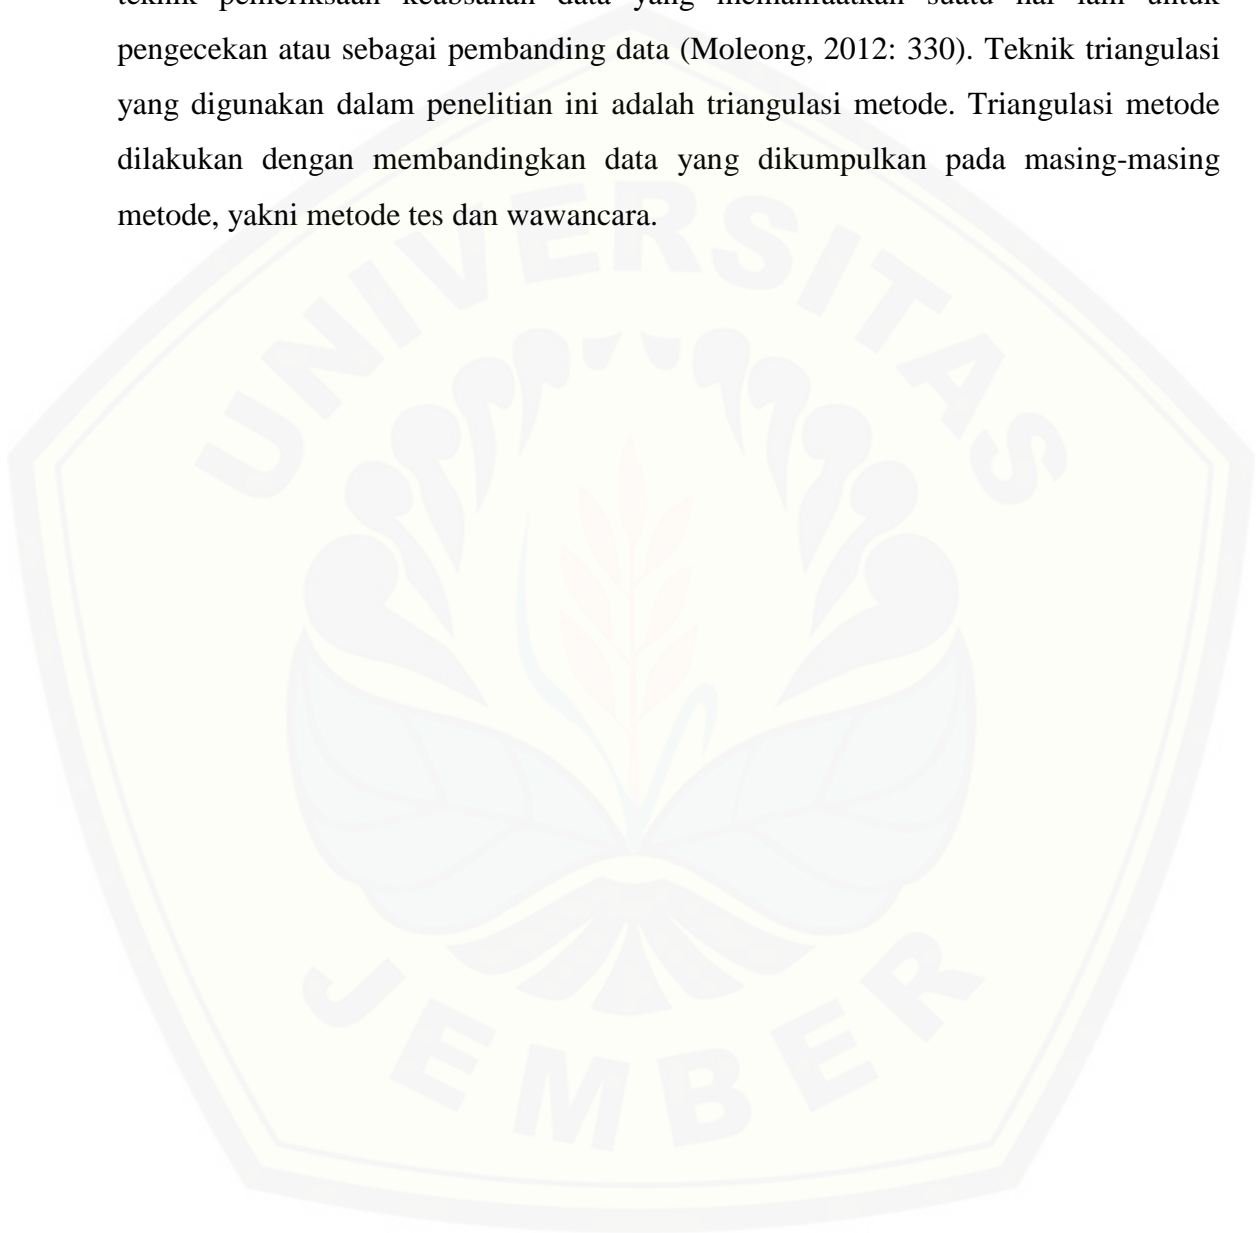 teknik pemeriksaan keabsahan data yang memanfaatkan suatu hal lain untuk
pengecekan atau sebagai pembanding data (Moleong, 2012: 330). Teknik triangulasi
yang digunakan dalam penelitian ini adalah triangulasi metode. Triangulasi metode
dilakukan dengan membandingkan data yang dikumpulkan pada masing-masing
metode, yakni metode tes dan wawancara.
UNIVERSITAS
JEMBER